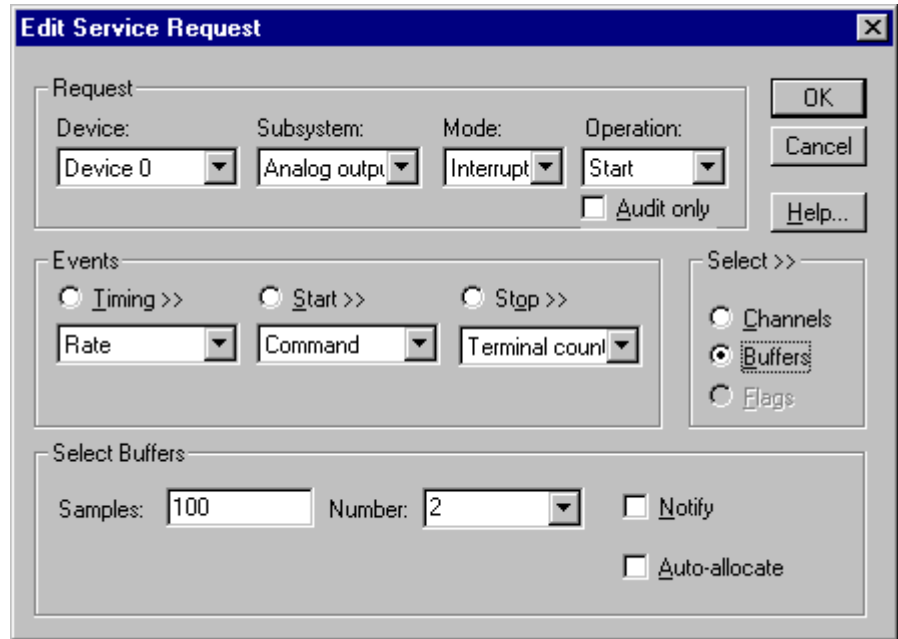 Edit Service Request
Request
OK
Device: Subsystem: Mode: Operation:
Device 0 Analog outpu Interrupt Start
Cancel
Audit only
Help...
Events
Select >>
Timing >> Start >> Stop >>
Channels
Rate Command Terminal count
Buffers
Flags
Select Buffers
Samples: 100 Number: 2 Notify
Auto-allocate